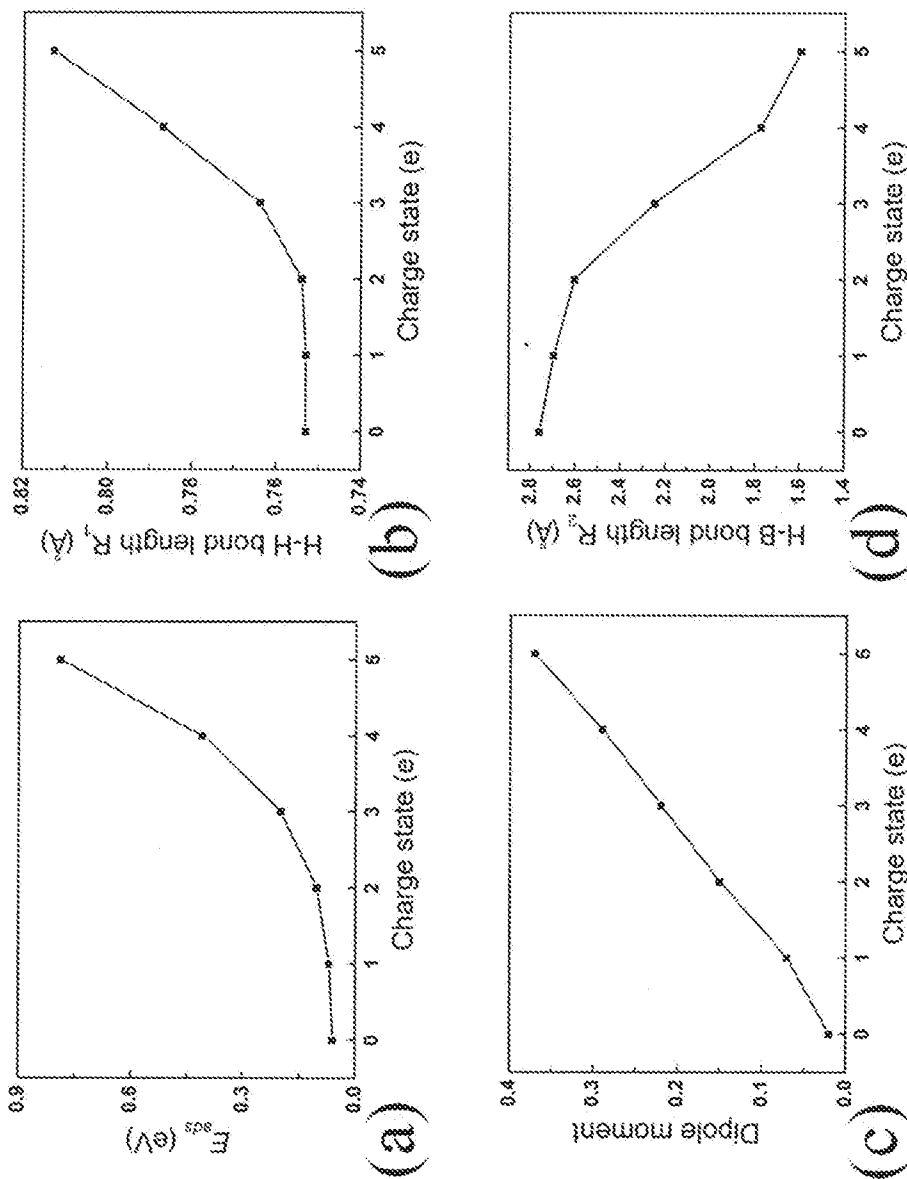 (a)
E_ads (eV)
0.9
0.6
0.3
0.0
0 1 2 3 4 5
Charge state (e)
(b)
H-H bond length R₁ (Å)
0.82
0.80
0.78
0.76
0.74
0 1 2 3 4 5
Charge state (e)
(c)
Dipole moment
0.4
0.3
0.2
0.1
0.0
0 1 2 3 4 5
Charge state (e)
(d)
H-B bond length R₂ (Å)
2.8
2.6
2.4
2.2
2.0
1.8
1.6
1.4
0 1 2 3 4 5
Charge state (e)